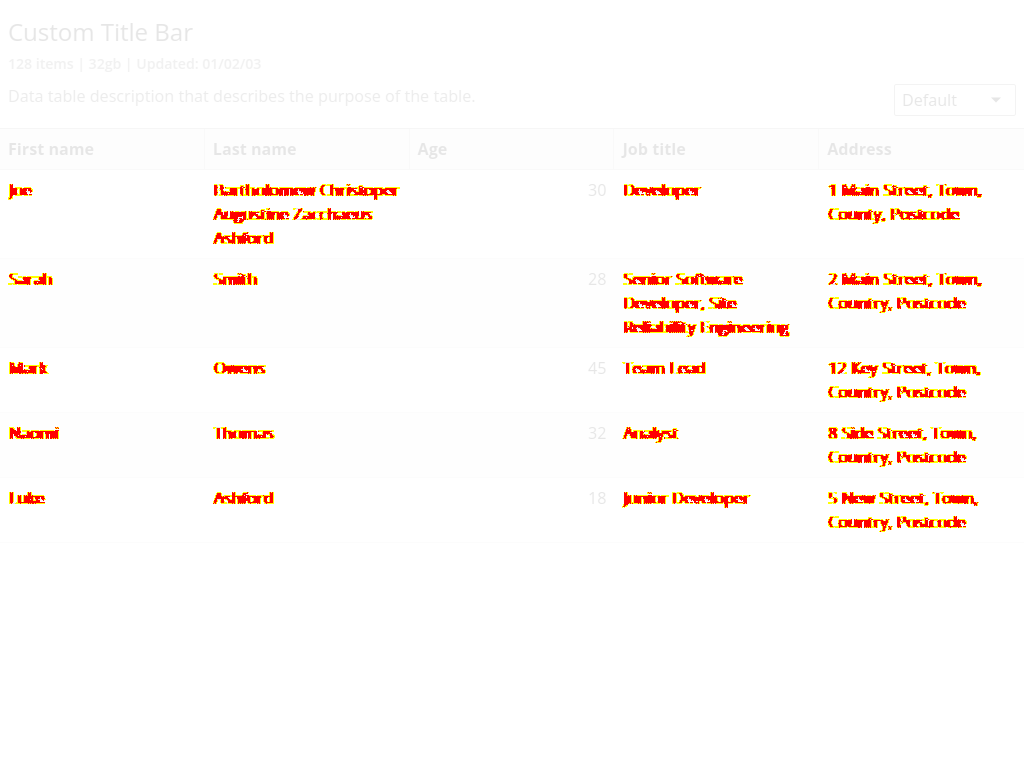 Custom Title Bar
128 items | 32gb | Updated: 01/02/03
Data table description that describes the purpose of the table.
Default
First name Last name Age Job title Address
Joe Bartholomew Christoper 30 Developer 1 Main Street, Town,
Augustine Zacchaeus County, Postcode
Ashford
Sarah Smith 28 Senior Software 2 Main Street, Town,
Developer, Site Country, Postcode
Reliability Engineering
Mark Owens 45 Team Lead 12 Key Street, Town,
Country, Postcode
Naomi Thomas 32 Analyst 8 Side Street, Town,
Country, Postcode
Luke Ashford 18 Junior Developer 5 New Street, Town,
Country, Postcode